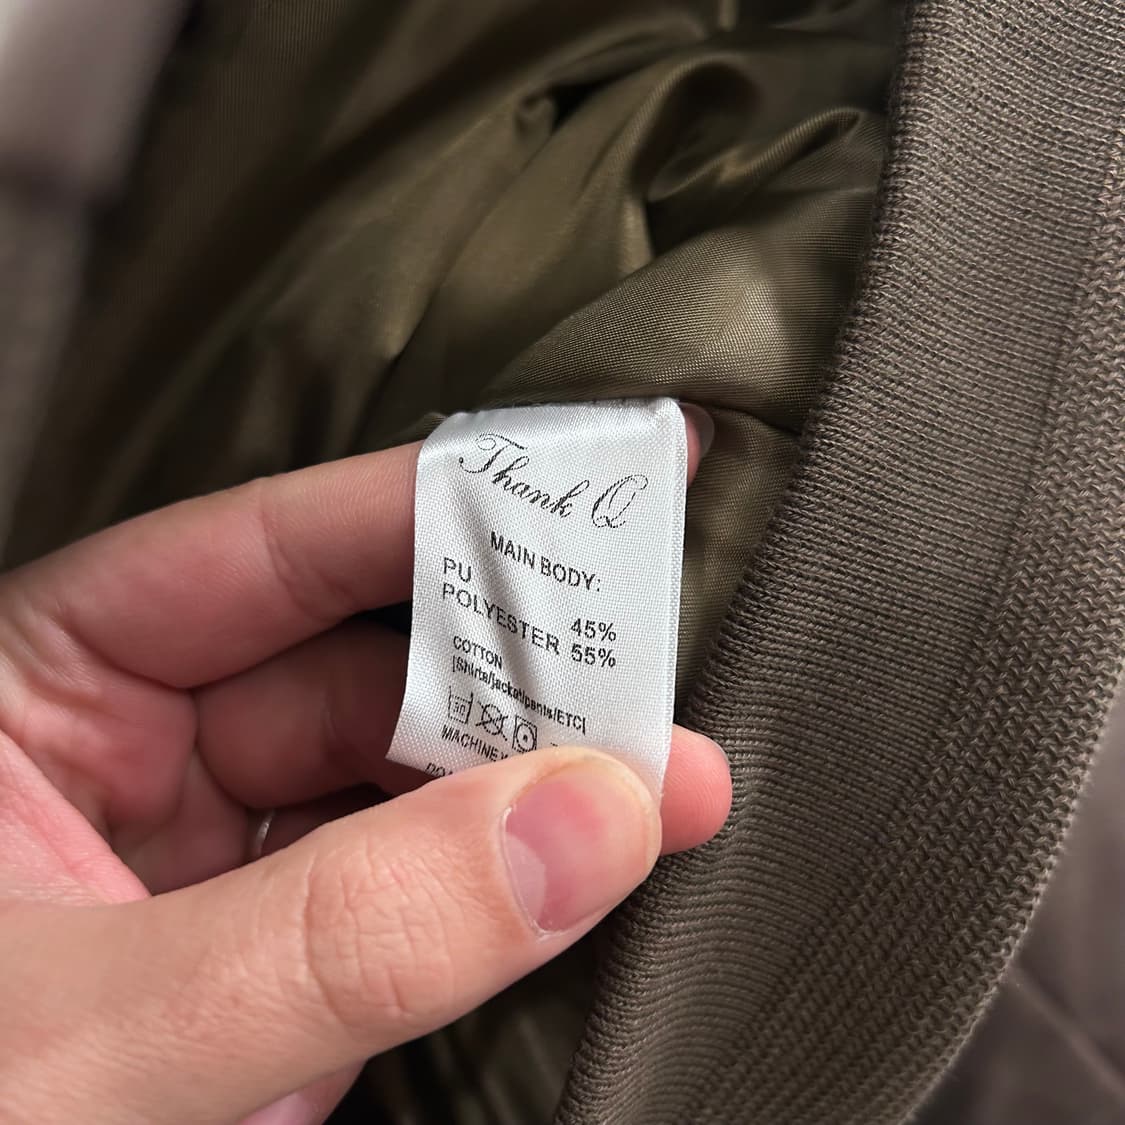 Thank Q
MAIN BODY:
PU 45%
POLYESTER 55%
COTTON
[Shirts/jacket/pants/ETC]
30
MACHINE